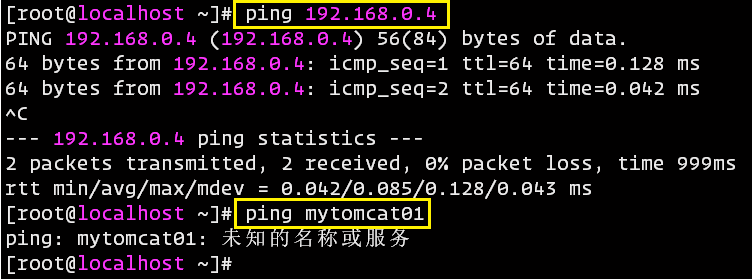 [root@localhost ~]# ping 192.168.0.4
PING 192.168.0.4 (192.168.0.4) 56(84) bytes of data.
64 bytes from 192.168.0.4: icmp_seq=1 ttl=64 time=0.128 ms
64 bytes from 192.168.0.4: icmp_seq=2 ttl=64 time=0.042 ms
^C
--- 192.168.0.4 ping statistics ---
2 packets transmitted, 2 received, 0% packet loss, time 999ms
rtt min/avg/max/mdev = 0.042/0.085/0.128/0.043 ms
[root@localhost ~]# ping mytomcat01
ping: mytomcat01: 未知的名称或服务
[root@localhost ~]#